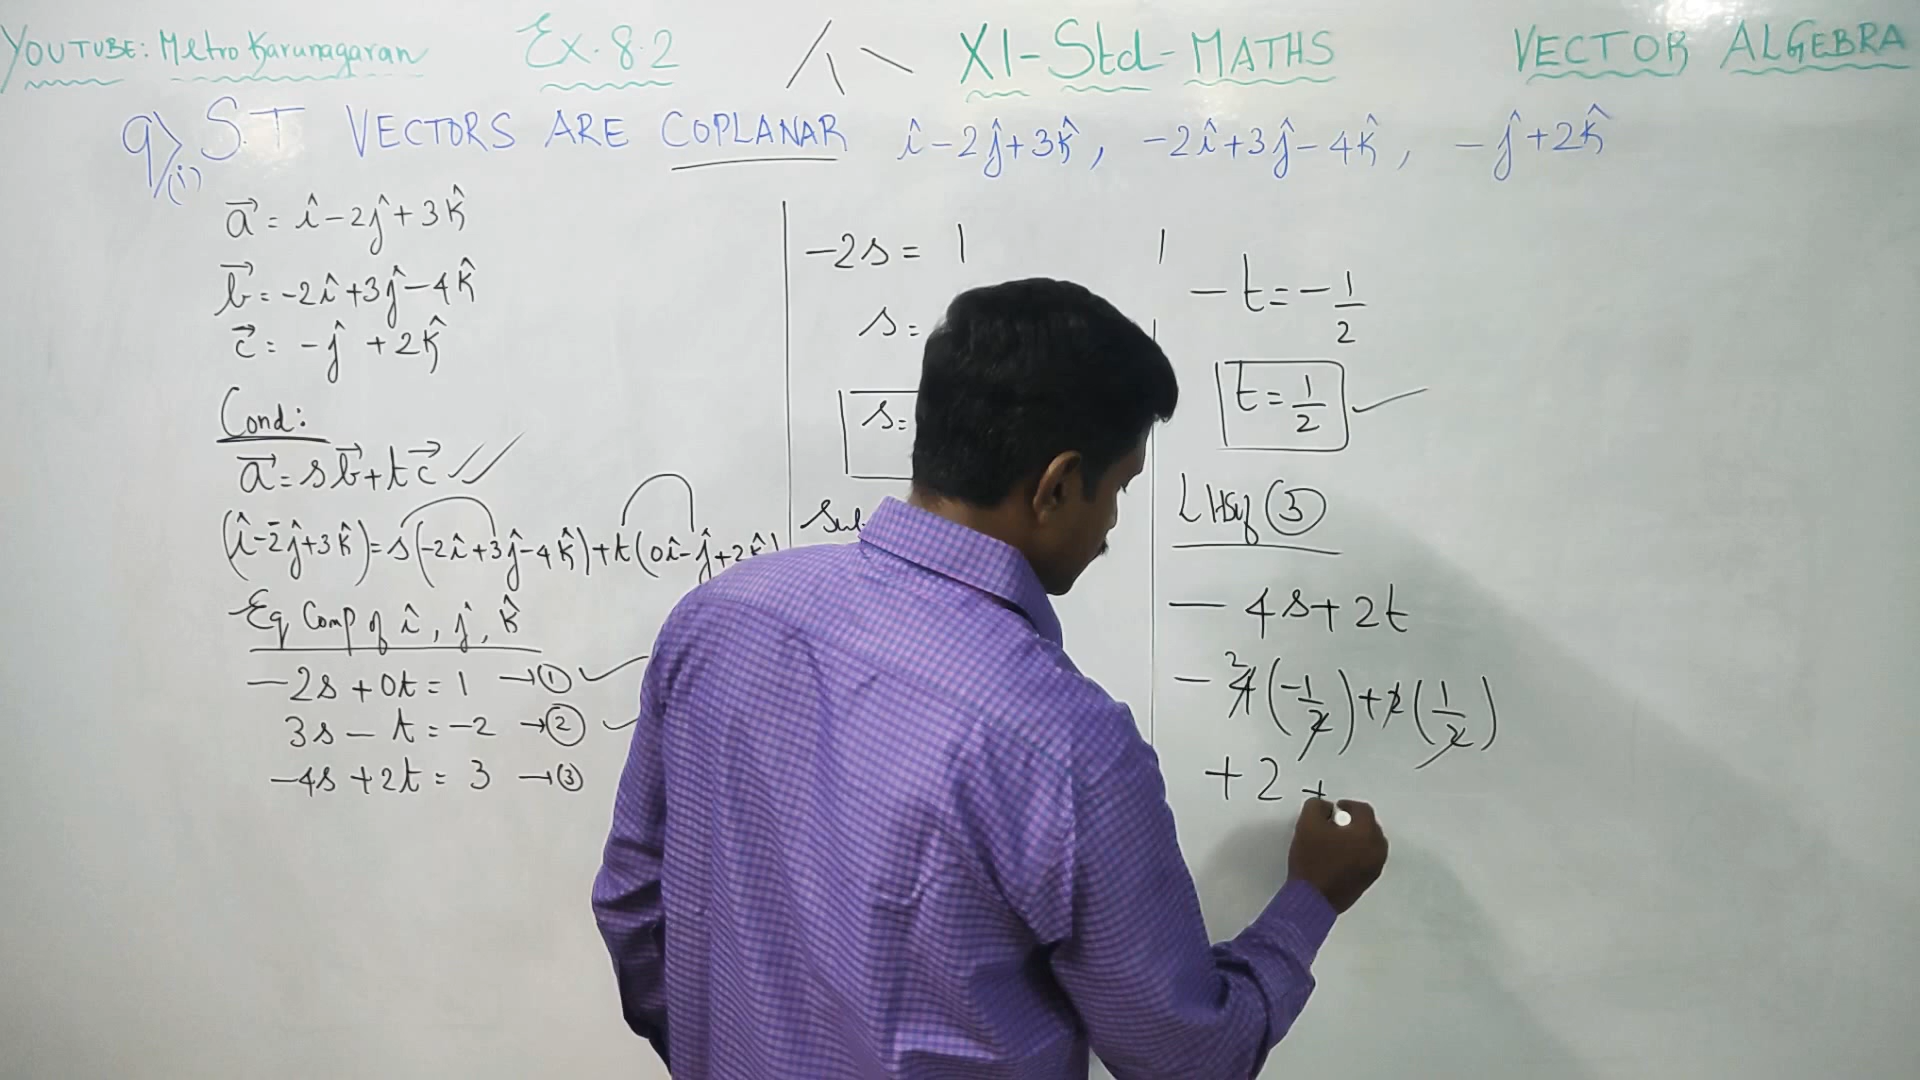 YOUTUBE: Metro Karunagaran Ex. 8.2 XI-Std-MATHS VECTOR ALGEBRA
9) (i) S.T VECTORS ARE COPLANAR î-2ĵ+3k̂, -2î+3ĵ-4k̂, -ĵ+2k̂
a⃗ = î-2ĵ+3k̂
b⃗ = -2î+3ĵ-4k̂
c⃗ = -ĵ +2k̂
Cond:
a⃗ = sb⃗+tc⃗
(î-2ĵ+3k̂) = s(-2î+3ĵ-4k̂)+t(0î-ĵ+2k̂)
Eq Comp of î, ĵ, k̂
-2s+0t = 1 → ①
3s - t = -2 → ②
-4s+2t = 3 → ③
-2s = 1
s =
s =
-t = -1/2
t = 1/2
LHS of ③
-4s+2t
-4(-1/2)+2(1/2)
2
+2 +